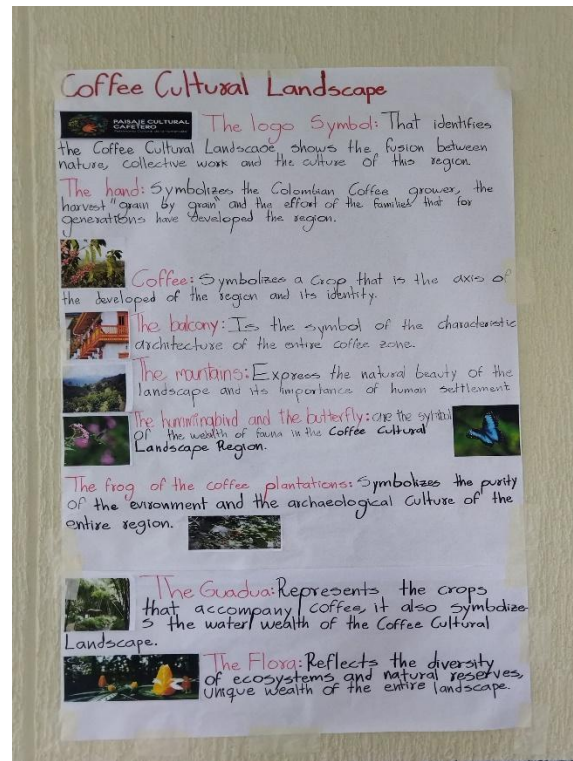 Coffee Cultural Landscape
PAISAJE CULTURAL
CAFETERO
The logo Symbol: That identifies
the Coffee Cultural Landscape, shows the fusion between
nature, collective work and the culture of this region.
The hand: Symbolizes the Colombian Coffee grower, the
harvest "grain by grain" and the effort of the families that for
generations have developed the region.
Coffee: Symbolizes a crop that is the axis of
the developed of the region and its identity.
The balcony: Is the symbol of the characteristic
architecture of the entire coffee zone.
The mountains: Express the natural beauty of the
landscape and its importance of human settlement
The hummingbird and the butterfly: are the symbol
of the wealth of fauna in the Coffee Cultural
Landscape Region.
The frog of the coffee plantations: Symbolizes the purity
of the evironment and the archaeological culture of the
entire region.
The Guadua: Represents the crops
that accompany coffee, it also symbolize-
s the water wealth of the Coffee Cultural
Landscape.
The Flora: Reflects the diversity
of ecosystems and natural reserves,
unique wealth of the entire landscape.